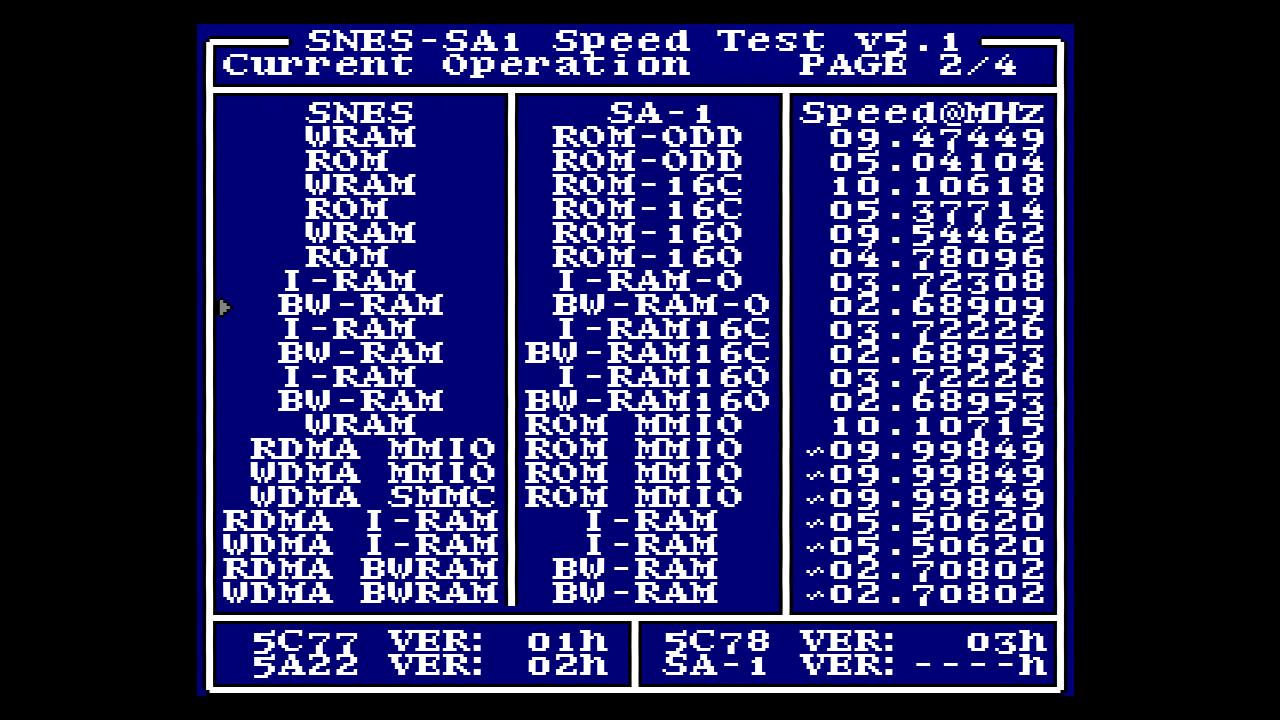 SNES-SA1 Speed Test v5.1
Current Operation PAGE 2/4
SNES SA-1 Speed@MHz
WRAM ROM-ODD 09.47449
ROM ROM-ODD 05.04104
WRAM ROM-16C 10.10618
ROM ROM-16C 05.37714
WRAM ROM-16O 09.54462
ROM ROM-16O 04.78096
I-RAM I-RAM-O 03.72308
BW-RAM BW-RAM-O 02.68909
I-RAM I-RAM16C 03.72226
BW-RAM BW-RAM16C 02.68953
I-RAM I-RAM16O 03.72226
BW-RAM BW-RAM16O 02.68953
WRAM ROM MMIO 10.10715
RDMA MMIO ROM MMIO ~09.99849
WDMA MMIO ROM MMIO ~09.99849
WDMA SMMC ROM MMIO ~09.99849
RDMA I-RAM I-RAM ~05.50620
WDMA I-RAM I-RAM ~05.50620
RDMA BWRAM BW-RAM ~02.70802
WDMA BWRAM BW-RAM ~02.70802
5C77 VER: 01h 5C78 VER: 03h
5A22 VER: 02h SA-1 VER:----h